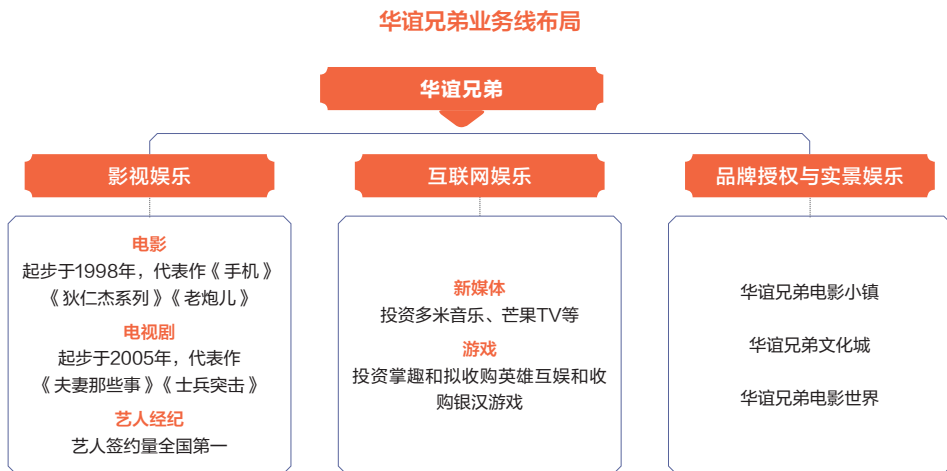 华谊兄弟业务线布局
华谊兄弟
影视娱乐
电影
起步于1998年，代表作《手机》
《狄仁杰系列》《老炮儿》
电视剧
起步于2005年，代表作
《夫妻那些事》《士兵突击》
艺人经纪
艺人签约量全国第一
互联网娱乐
新媒体
投资多米音乐、芒果TV等
游戏
投资掌趣和拟收购英雄互娱和收
购银汉游戏
品牌授权与实景娱乐
华谊兄弟电影小镇
华谊兄弟文化城
华谊兄弟电影世界